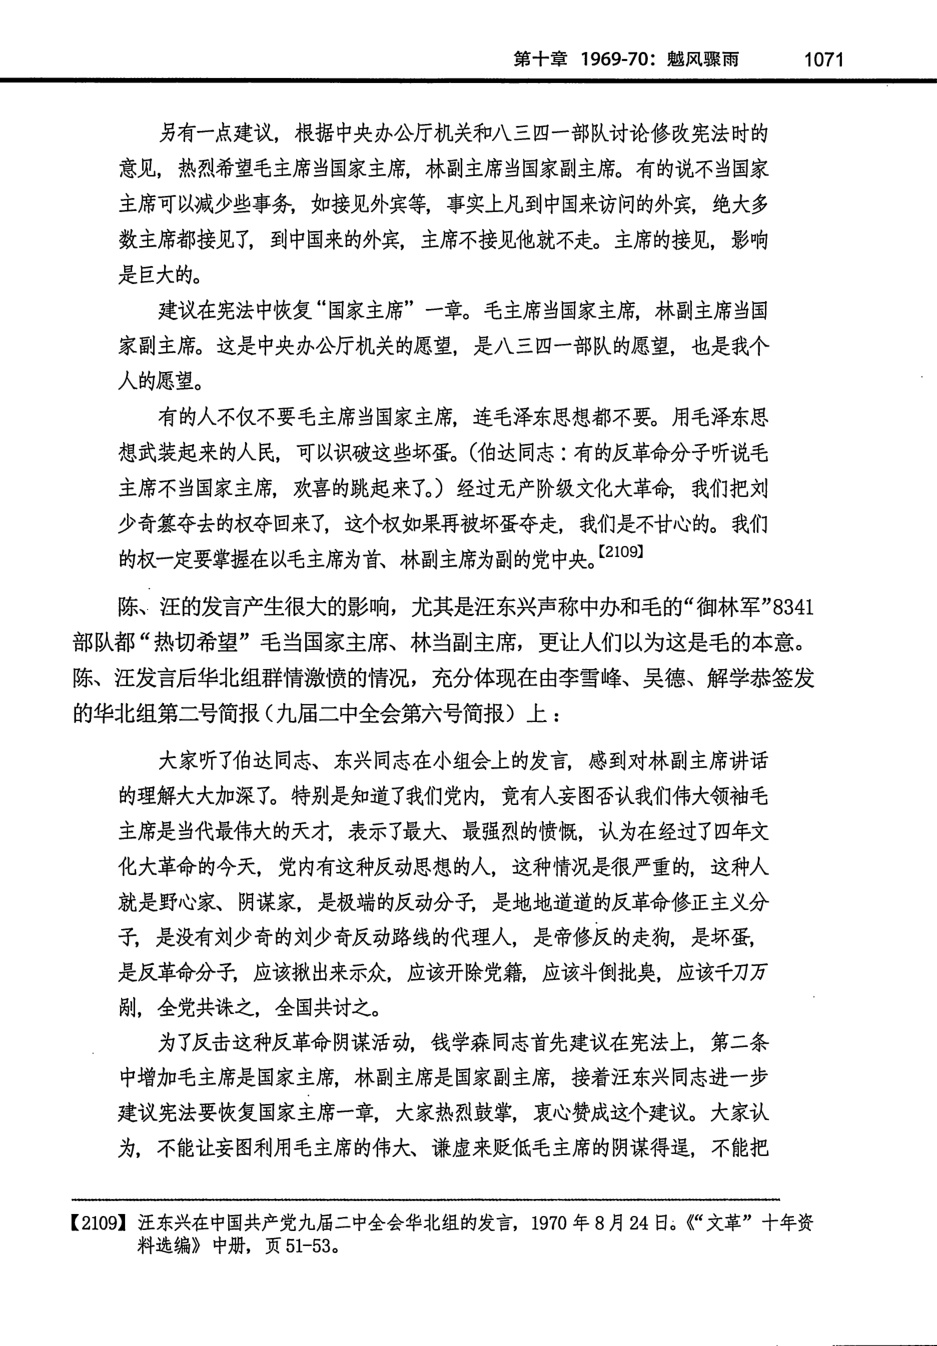 第十章 1969-70：飚风骤雨 1071
另有一点建议，根据中央办公厅机关和八三四一部队讨论修改宪法时的
意见，热烈希望毛主席当国家主席，林副主席当国家副主席。有的说不当国家
主席可以减少些事务，如接见外宾等，事实上凡到中国来访问的外宾，绝大多
数主席都接见了，到中国来的外宾，主席不接见他就不走。主席的接见，影响
是巨大的。
建议在宪法中恢复“国家主席”一章。毛主席当国家主席，林副主席当国
家副主席。这是中央办公厅机关的愿望，是八三四一部队的愿望，也是我个
人的愿望。
有的人不仅不要毛主席当国家主席，连毛泽东思想都不要。用毛泽东思
想武装起来的人民，可以识破这些坏蛋。（伯达同志：有的反革命分子听说毛
主席不当国家主席，欢喜的跳起来了。）经过无产阶级文化大革命，我们把刘
少奇篡夺去的权夺回来了，这个权如果再被坏蛋夺走，我们是不甘心的。我们
的权一定要掌握在以毛主席为首、林副主席为副的党中央。【2109】
陈、汪的发言产生很大的影响，尤其是汪东兴声称中办和毛的“御林军”8341
部队都“热切希望”毛当国家主席、林当副主席，更让人们以为这是毛的本意。
陈、汪发言后华北组群情激愤的情况，充分体现在由李雪峰、吴德、解学恭签发
的华北组第二号简报（九届二中全会第六号简报）上：
大家听了伯达同志、东兴同志在小组会上的发言，感到对林副主席讲话
的理解大大加深了。特别是知道了我们党内，竟有人妄图否认我们伟大领袖毛
主席是当代最伟大的天才，表示了最大、最强烈的愤慨，认为在经过了四年文
化大革命的今天，党内有这种反动思想的人，这种情况是很严重的，这种人
就是野心家、阴谋家，是极端的反动分子，是地地道道的反革命修正主义分
子，是没有刘少奇的刘少奇反动路线的代理人，是帝修反的走狗，是坏蛋，
是反革命分子，应该揪出来示众，应该开除党籍，应该斗倒批臭，应该千刀万
剐，全党共诛之，全国共讨之。
为了反击这种反革命阴谋活动，钱学森同志首先建议在宪法上，第二条
中增加毛主席是国家主席，林副主席是国家副主席，接着汪东兴同志进一步
建议宪法要恢复国家主席一章，大家热烈鼓掌，衷心赞成这个建议。大家认
为，不能让妄图利用毛主席的伟大、谦虚来贬低毛主席的阴谋得逞，不能把
【2109】汪东兴在中国共产党九届二中全会华北组的发言，1970 年 8 月 24 日。《“文革”十年资
料选编》中册，页 51-53。